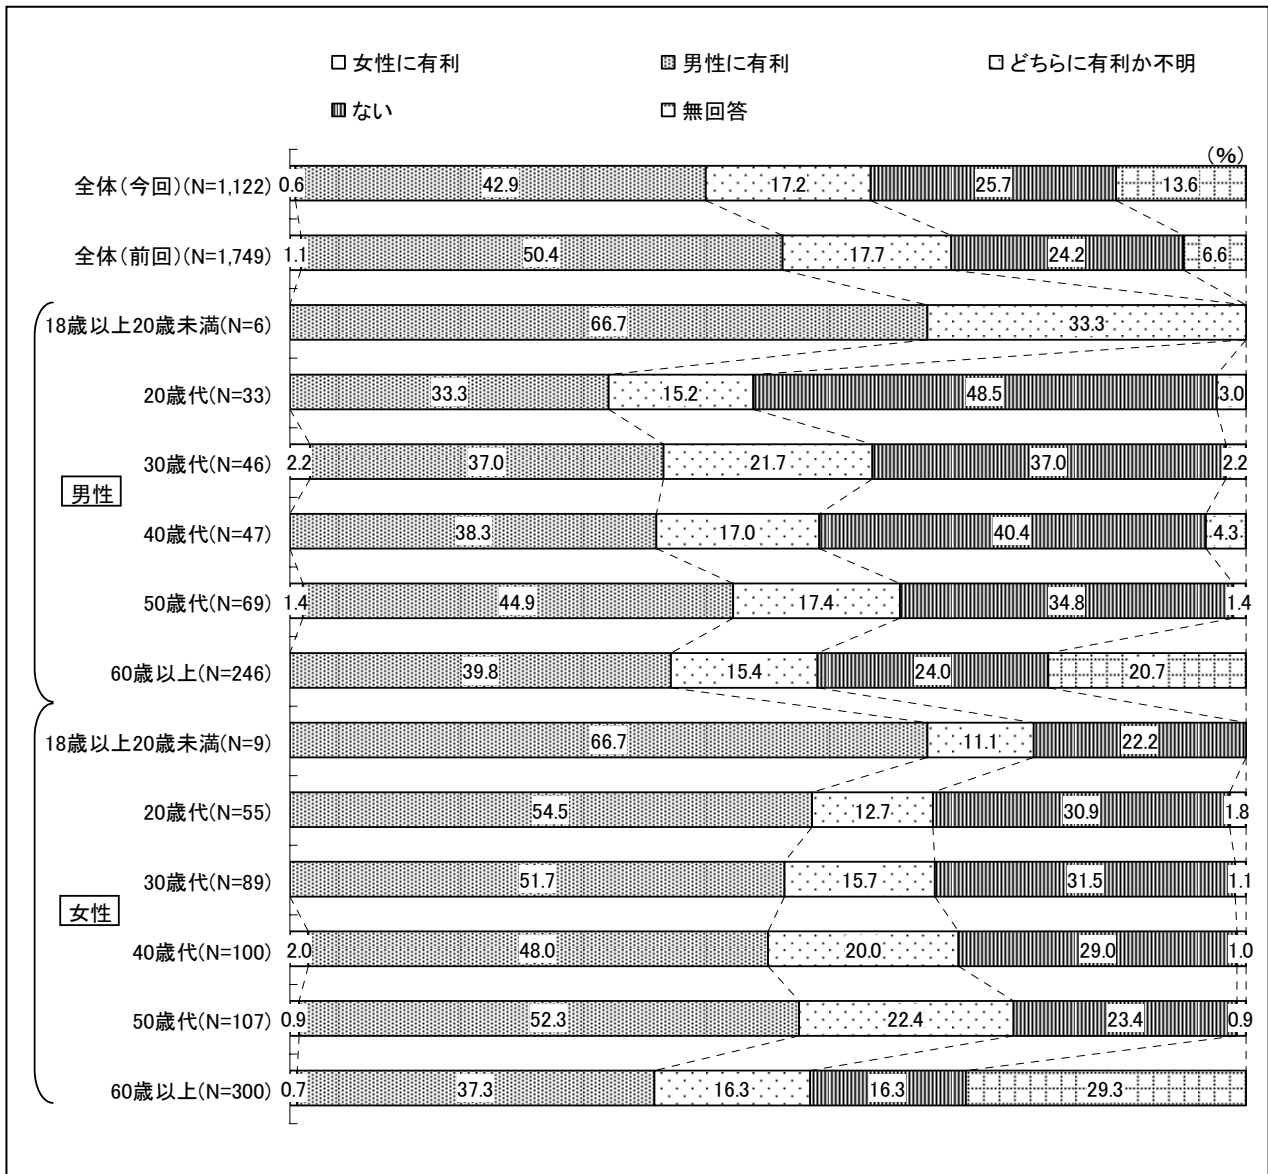 女性に有利 男性に有利 どちらに有利か不明
ない 無回答
(%)
全体(今回)(N=1,122) 0.6 42.9 17.2 25.7 13.6
全体(前回)(N=1,749) 1.1 50.4 17.7 24.2 6.6
18歳以上20歳未満(N=6) 66.7 33.3
20歳代(N=33) 33.3 15.2 48.5 3.0
30歳代(N=46) 2.2 37.0 21.7 37.0 2.2
男性
40歳代(N=47) 38.3 17.0 40.4 4.3
50歳代(N=69) 1.4 44.9 17.4 34.8 1.4
60歳以上(N=246) 39.8 15.4 24.0 20.7
18歳以上20歳未満(N=9) 66.7 11.1 22.2
20歳代(N=55) 54.5 12.7 30.9 1.8
30歳代(N=89) 51.7 15.7 31.5 1.1
女性
40歳代(N=100) 2.0 48.0 20.0 29.0 1.0
50歳代(N=107) 0.9 52.3 22.4 23.4 0.9
60歳以上(N=300) 0.7 37.3 16.3 16.3 29.3